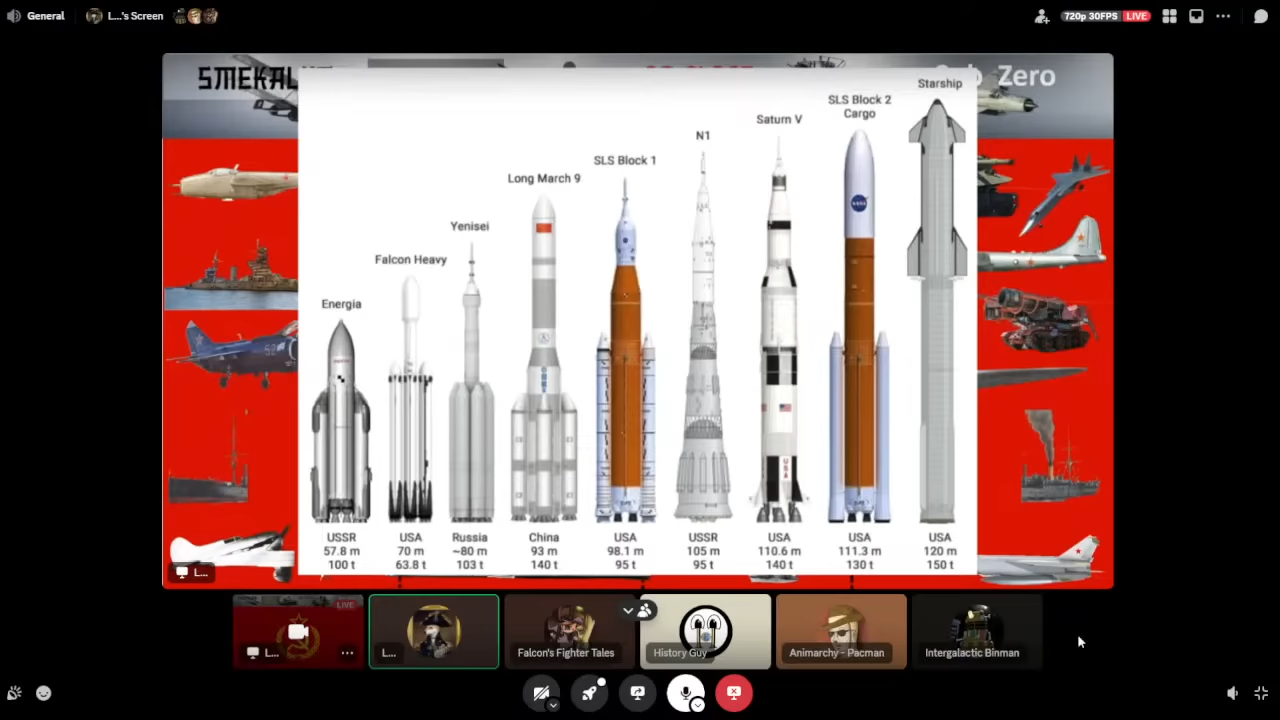 General
L...'s Screen
720p 30FPS LIVE
SMEKAL
Zero
Starship
SLS Block 2
Cargo
Saturn V
N1
SLS Block 1
Long March 9
Yenisei
Falcon Heavy
Energia
USSR
57.8 m
100 t
USA
70 m
63.8 t
Russia
~80 m
103 t
China
93 m
140 t
USA
98.1 m
95 t
USSR
105 m
95 t
USA
110.6 m
140 t
USA
111.3 m
130 t
USA
120 m
150 t
L...
LIVE
L...
L...
Falcon's Fighter Tales
History Guy
Animarchy - Pacman
Intergalactic Binman